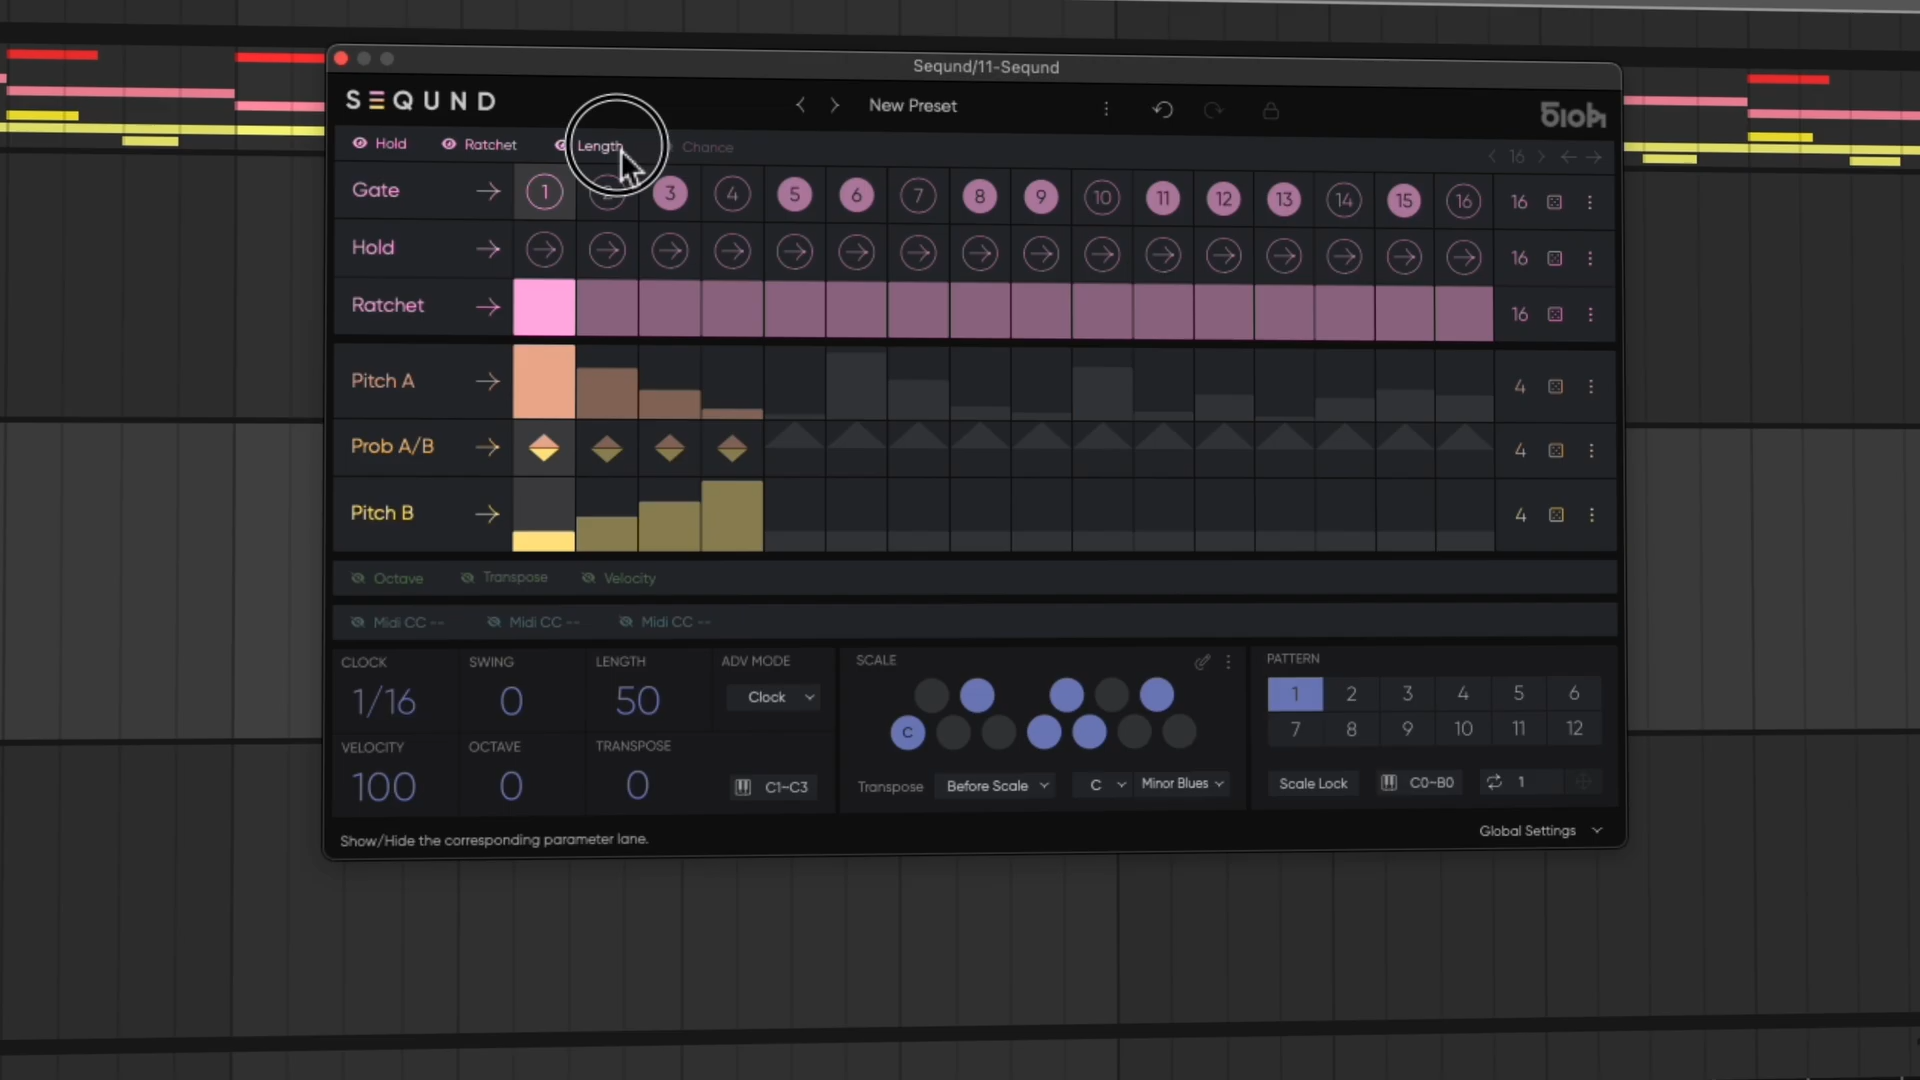 Seqund/11-Seqund
SEQUND
New Preset
Hold Ratchet Length Chance
16
Gate 1 2 3 4 5 6 7 8 9 10 11 12 13 14 15 16 16
Hold 16
Ratchet 16
Pitch A 4
Prob A/B 4
Pitch B 4
Octave Transpose Velocity
Midi CC -- Midi CC -- Midi CC --
CLOCK SWING LENGTH ADV MODE SCALE PATTERN
1/16 0 50 Clock
1 2 3 4 5 6
C
7 8 9 10 11 12
VELOCITY OCTAVE TRANSPOSE
100 0 0 C1~C3
Transpose Before Scale C Minor Blues
Scale Lock C0~B0 1
Show/Hide the corresponding parameter lane.
Global Settings